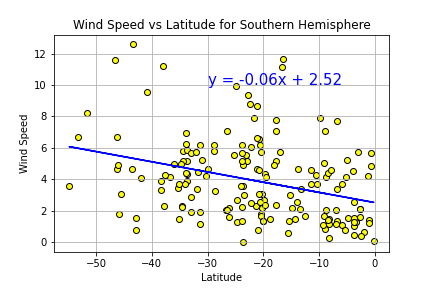 Wind Speed vs Latitude for Southern Hemisphere
12
10
8
6
4
2
0
Wind Speed
y = -0.06x + 2.52
−50 −40 −30 −20 −10 0
Latitude